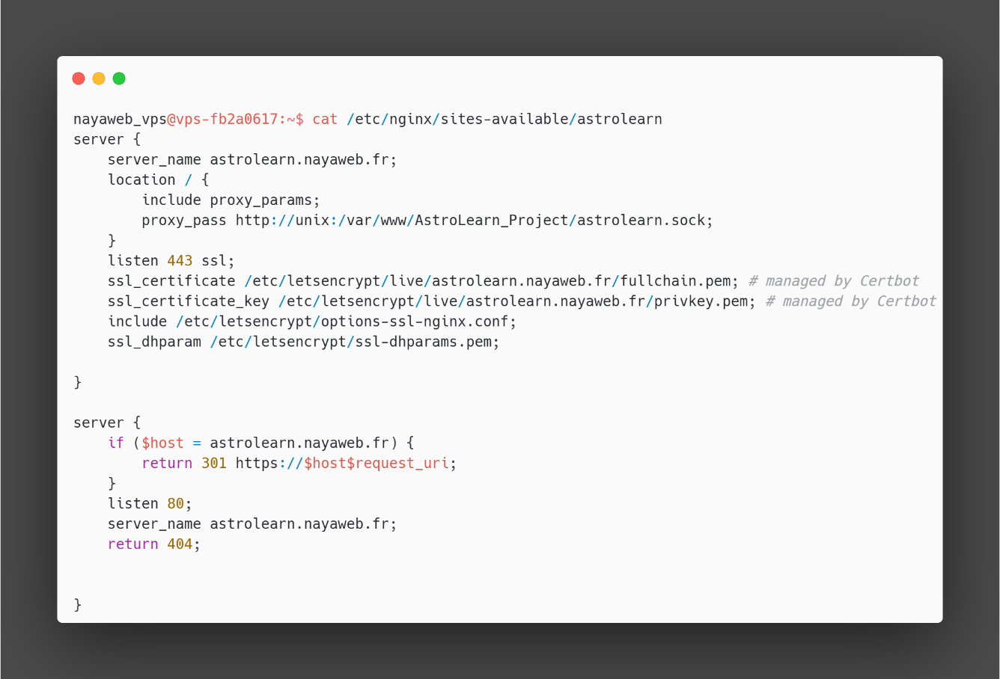 nayaweb_vps@vps-fb2a0617:~$ cat /etc/nginx/sites-available/astrolearn
server {
    server_name astrolearn.nayaweb.fr;
    location / {
        include proxy_params;
        proxy_pass http://unix:/var/www/AstroLearn_Project/astrolearn.sock;
    }
    listen 443 ssl;
    ssl_certificate /etc/letsencrypt/live/astrolearn.nayaweb.fr/fullchain.pem; # managed by Certbot
    ssl_certificate_key /etc/letsencrypt/live/astrolearn.nayaweb.fr/privkey.pem; # managed by Certbot
    include /etc/letsencrypt/options-ssl-nginx.conf;
    ssl_dhparam /etc/letsencrypt/ssl-dhparams.pem;

}

server {
    if ($host = astrolearn.nayaweb.fr) {
        return 301 https://$host$request_uri;
    }
    listen 80;
    server_name astrolearn.nayaweb.fr;
    return 404;


}